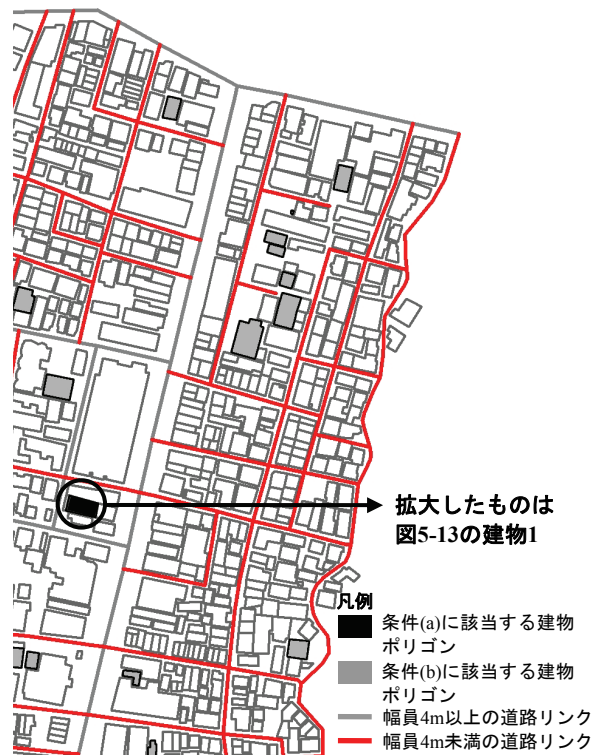 拡大したものは
図5-13の建物1
凡例
条件(a)に該当する建物
ポリゴン
条件(b)に該当する建物
ポリゴン
幅員4m以上の道路リンク
幅員4m未満の道路リンク